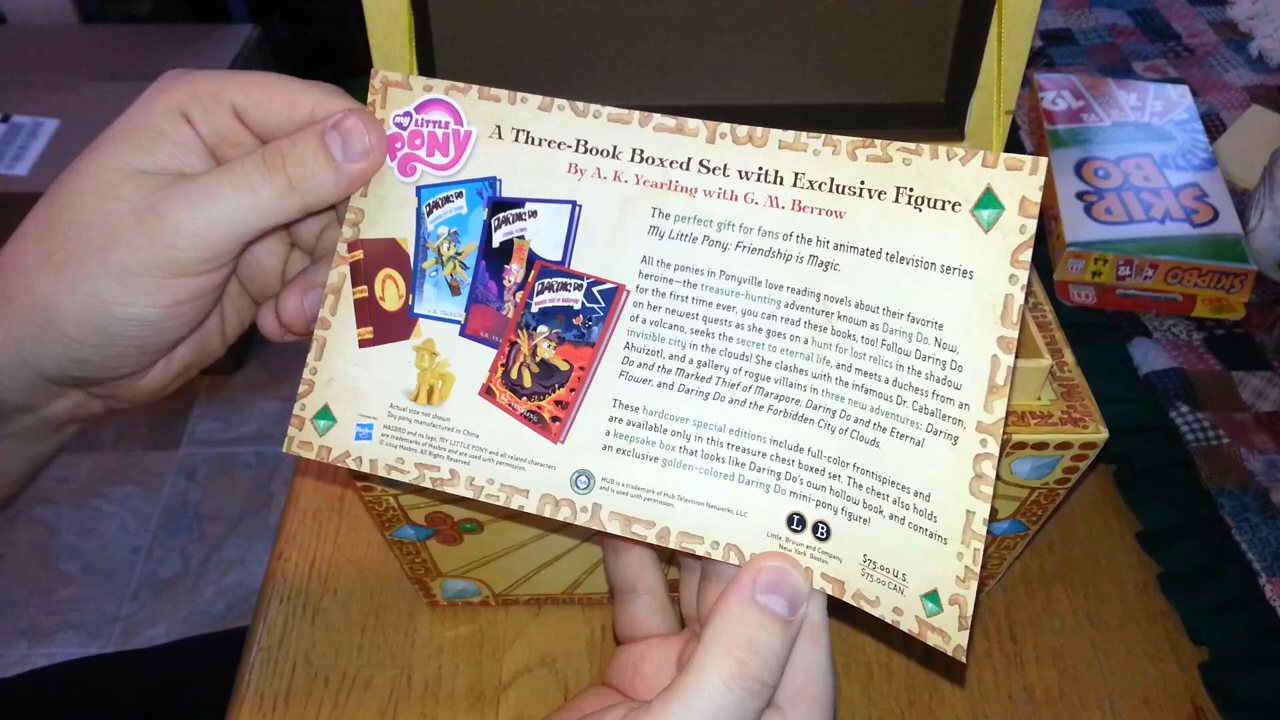 my LITTLE
PONY
A Three-Book Boxed Set with Exclusive Figure
By A. K. Yearling with G. M. Berrow
The perfect gift for fans of the hit animated television series
My Little Pony: Friendship is Magic.
All the ponies in Ponyville love reading novels about their favorite
heroine—the treasure-hunting adventurer known as Daring Do. Now,
for the first time ever, you can read these books, too! Follow Daring Do
on her newest quests as she goes on a hunt for lost relics in the shadow
of a volcano, seeks the secret to eternal life, and meets a duchess from an
invisible city in the clouds! She clashes with the infamous Dr. Caballeron,
Ahuizotl, and a gallery of rogue villains in three new adventures: Daring
Do and the Marked Thief of Marapore, Daring Do and the Eternal
Flower, and Daring Do and the Forbidden City of Clouds.
These hardcover special editions include full-color frontispieces and
are available only in this treasure chest boxed set. The chest also holds
a keepsake box that looks like Daring Do's own hollow book, and contains
an exclusive golden-colored Daring Do mini-pony figure!
DARING DO
DARING DO
ETERNAL FLOWER
DARING DO
MARKED THIEF OF MARAPORE
A.K. YEARLING
Actual size not shown
Toy pony manufactured in China
Licensed By:
Hasbro
HASBRO and its logo, MY LITTLE PONY and all related characters
are trademarks of Hasbro and are used with permission.
© 2014 Hasbro. All Rights Reserved.
HUB is a trademark of Hub Television Networks, LLC
and is used with permission.
L B
Little, Brown and Company
New York Boston
$75.00 U.S.
$75.00 CAN.
SKIP·
BO
SKIP·BO